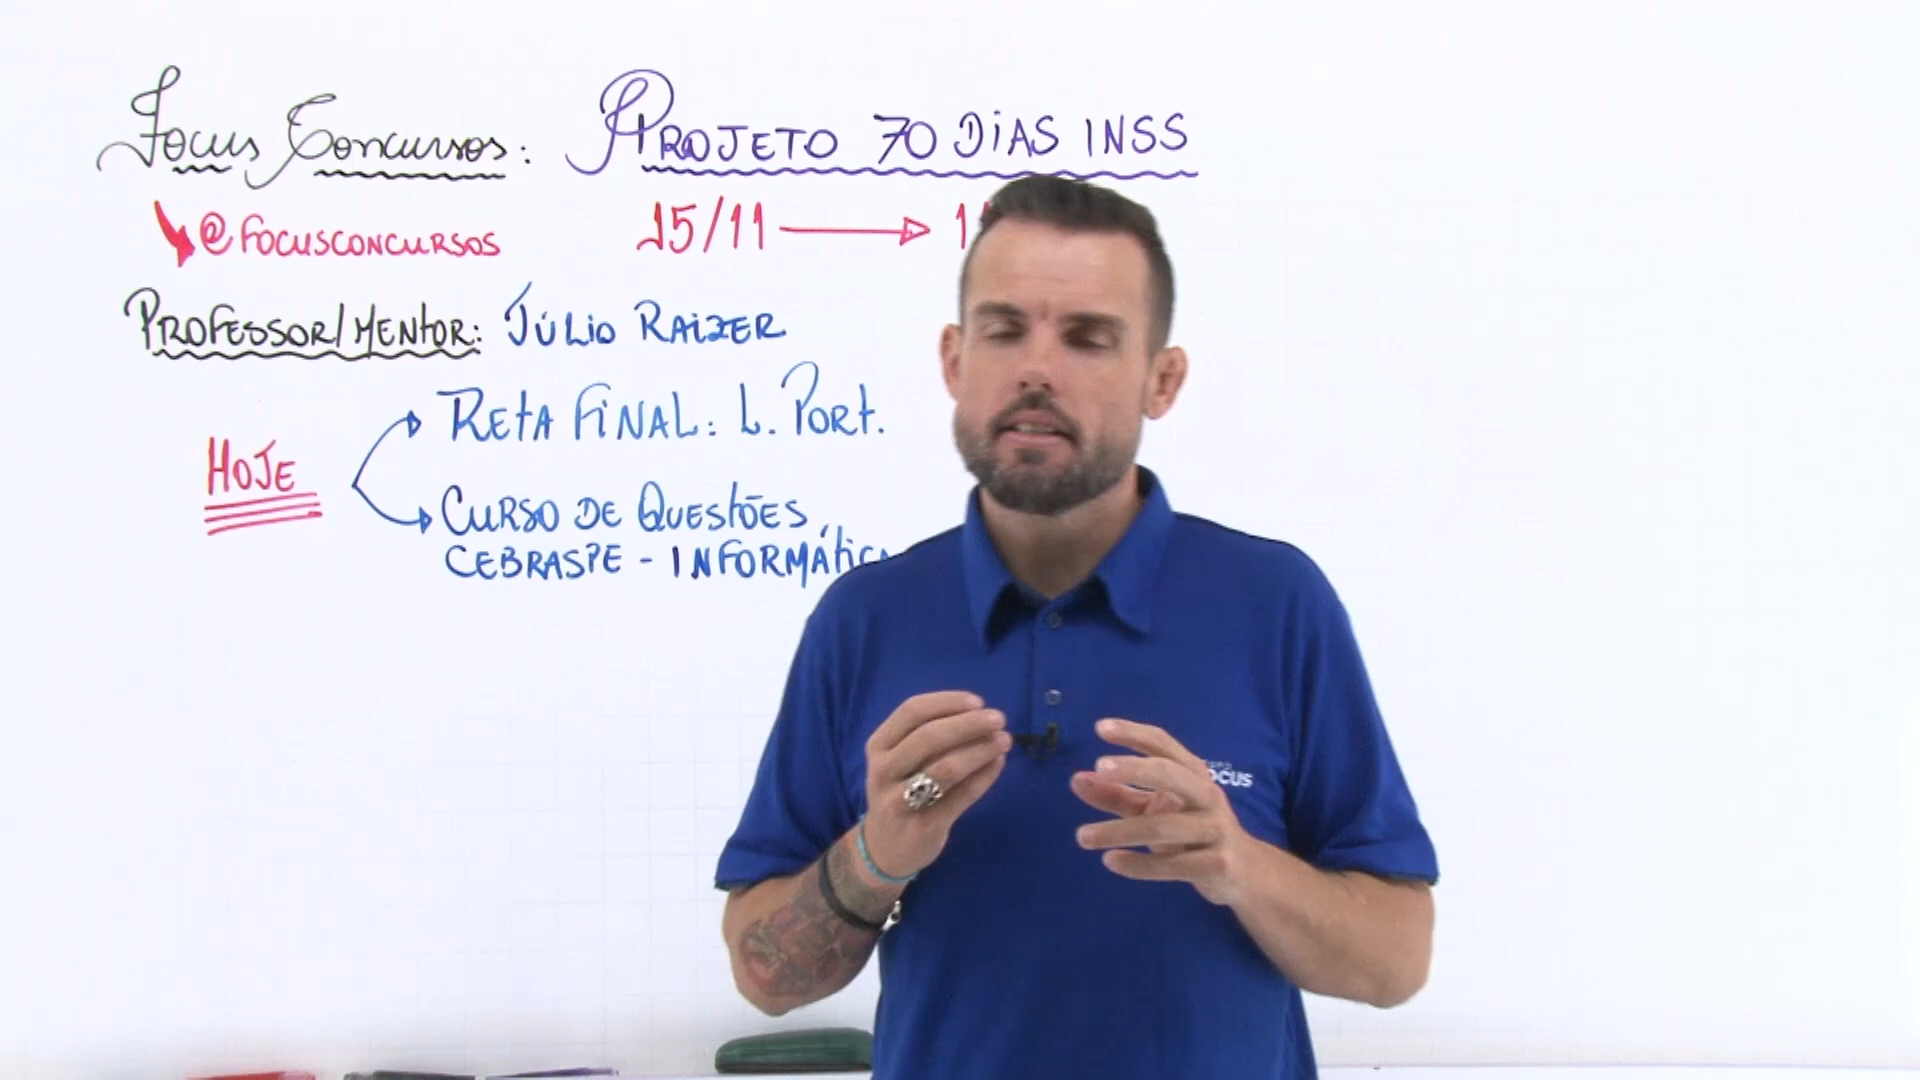 Focus Concursos: PROJETO 70 DIAS INSS
@FOCUSCONCURSOS 15/11
PROFESSOR/MENTOR: JÚLIO RAIZER
HOJE
RETA FINAL: L. PORT.
CURSO DE QUESTÕES
CEBRASPE - INFORMÁTICA